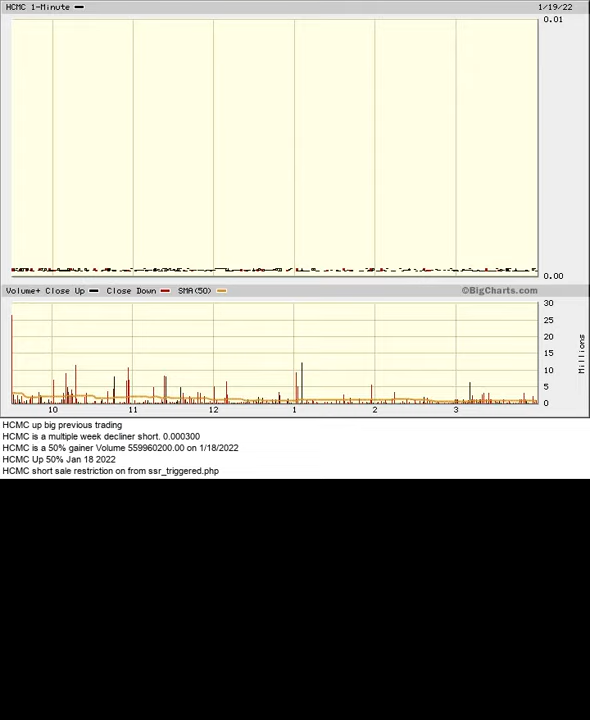 HCMC 1-Minute 1/19/22
0.01
0.00
Volume+ Close Up Close Down SMA(50) ©BigCharts.com
30
25
20
15
10
5
0
Millions
10 11 12 1 2 3
HCMC up big previous trading
HCMC is a multiple week decliner short. 0.000300
HCMC is a 50% gainer Volume 559960200.00 on 1/18/2022
HCMC Up 50% Jan 18 2022
HCMC short sale restriction on from ssr_triggered.php